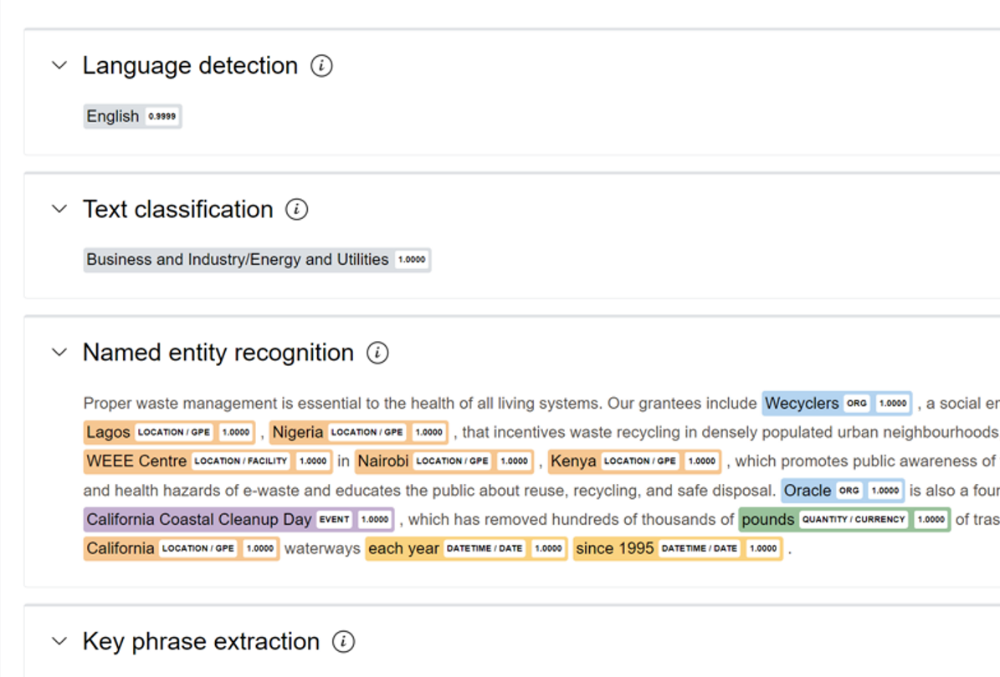 Language detection
English 0.9999
Text classification
Business and Industry/Energy and Utilities 1.0000
Named entity recognition
Proper waste management is essential to the health of all living systems. Our grantees include Wecyclers ORG 1.0000 , a social
Lagos LOCATION / GPE 1.0000 , Nigeria LOCATION / GPE 1.0000 , that incentives waste recycling in densely populated urban neighbourhoods
WEEE Centre LOCATION / FACILITY 1.0000 in Nairobi LOCATION / GPE 1.0000 , Kenya LOCATION / GPE 1.0000 , which promotes public awareness of
and health hazards of e-waste and educates the public about reuse, recycling, and safe disposal. Oracle ORG 1.0000 is also a
California Coastal Cleanup Day EVENT 1.0000 , which has removed hundreds of thousands of pounds QUANTITY / CURRENCY 1.0000 of
California LOCATION / GPE 1.0000 waterways each year DATETIME / DATE 1.0000 since 1995 DATETIME / DATE 1.0000 .
Key phrase extraction